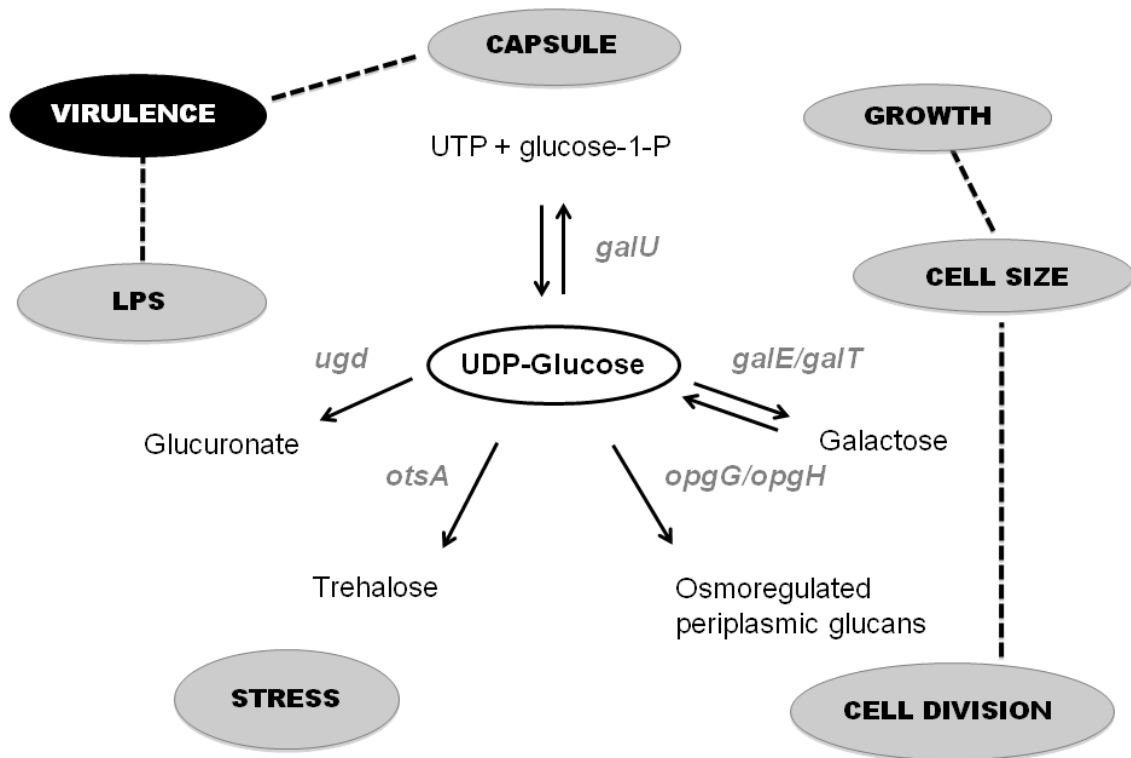 CAPSULE
VIRULENCE
GROWTH
UTP + glucose-1-P
galU
CELL SIZE
LPS
ugd
UDP-Glucose
galE/galT
Glucuronate
Galactose
otsA
opgG/opgH
Trehalose
Osmoregulated
periplasmic glucans
STRESS
CELL DIVISION